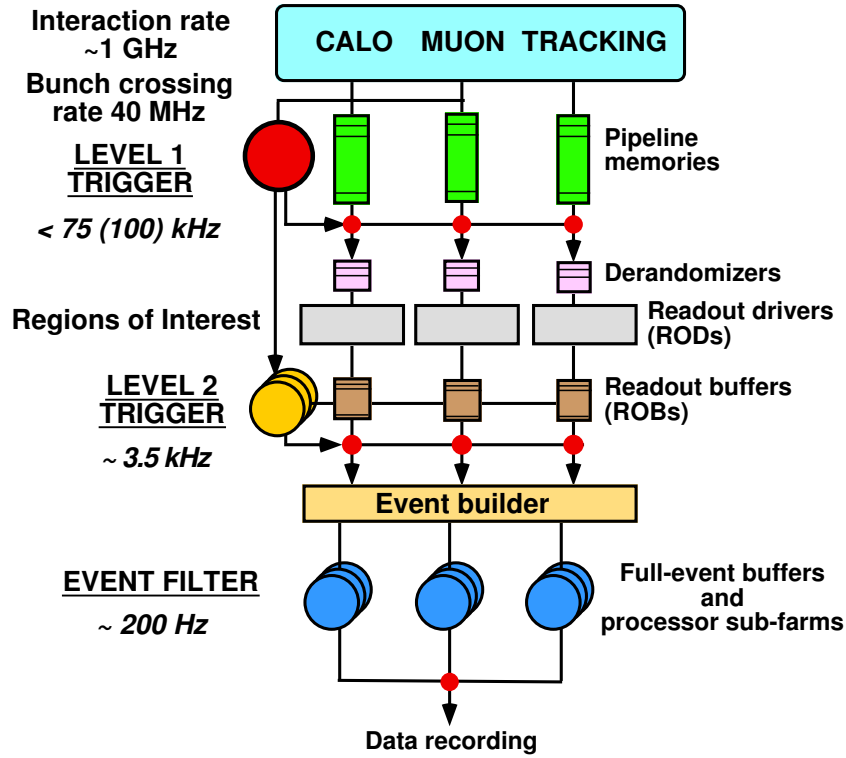 Interaction rate
~1 GHz
CALO MUON TRACKING
Bunch crossing
rate 40 MHz
LEVEL 1
TRIGGER
Pipeline
memories
< 75 (100) kHz
Derandomizers
Regions of Interest
Readout drivers
(RODs)
LEVEL 2
TRIGGER
Readout buffers
(ROBs)
~ 3.5 kHz
Event builder
EVENT FILTER
~ 200 Hz
Full-event buffers
and
processor sub-farms
Data recording